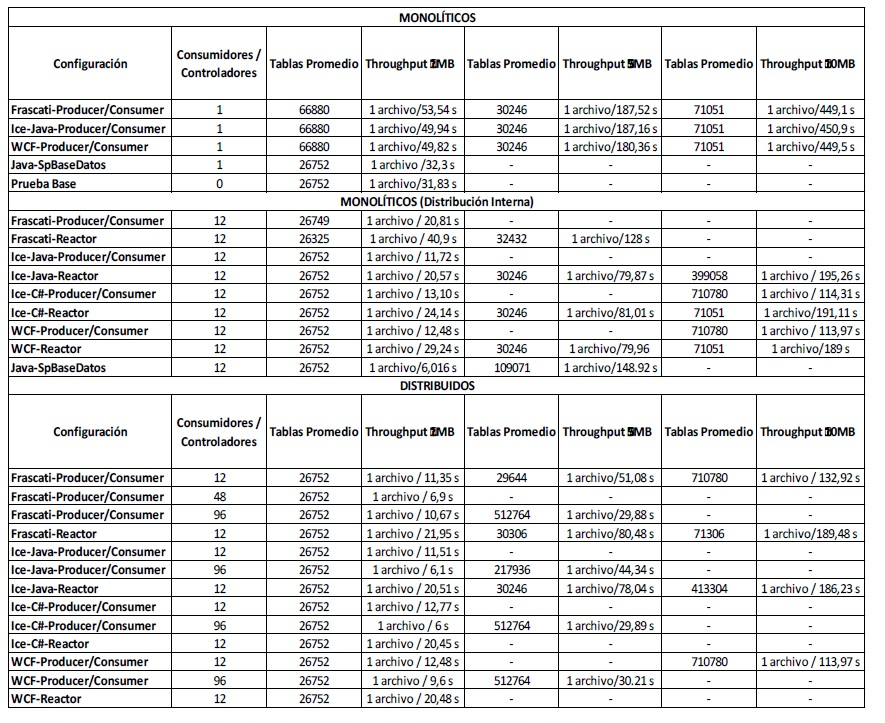 MONOLÍTICOS
Configuración Consumidores / Controladores Tablas Promedio Throughput 1MB Tablas Promedio Throughput 5MB Tablas Promedio Throughput 10MB
Frascati-Producer/Consumer 1 66880 1 archivo/53,54 s 30246 1 archivo/187,52 s 71051 1 archivo/449,1 s
Ice-Java-Producer/Consumer 1 66880 1 archivo/49,94 s 30246 1 archivo/187,16 s 71051 1 archivo/450,9 s
WCF-Producer/Consumer 1 66880 1 archivo/49,82 s 30246 1 archivo/180,36 s 71051 1 archivo/449,5 s
Java-SpBaseDatos 1 26752 1 archivo/32,3 s - - - -
Prueba Base 0 26752 1 archivo/31,83 s - - - -
MONOLÍTICOS (Distribución Interna)
Frascati-Producer/Consumer 12 26749 1 archivo / 20,81 s - - - -
Frascati-Reactor 12 26325 1 archivo / 40,9 s 32432 1 archivo/128 s - -
Ice-Java-Producer/Consumer 12 26752 1 archivo / 11,72 s - - - -
Ice-Java-Reactor 12 26752 1 archivo / 20,57 s 30246 1 archivo/79,87 s 399058 1 archivo / 195,26 s
Ice-C#-Producer/Consumer 12 26752 1 archivo / 13,10 s - - 710780 1 archivo / 114,31 s
Ice-C#-Reactor 12 26752 1 archivo / 24,14 s 30246 1 archivo/81,01 s 71051 1 archivo/191,11 s
WCF-Producer/Consumer 12 26752 1 archivo / 12,48 s - - 710780 1 archivo / 113,97 s
WCF-Reactor 12 26752 1 archivo / 29,24 s 30246 1 archivo/79,96 71051 1 archivo/189 s
Java-SpBaseDatos 12 26752 1 archivo/6,016 s 109071 1 archivo/148.92 s - -
DISTRIBUIDOS
Configuración Consumidores / Controladores Tablas Promedio Throughput 1MB Tablas Promedio Throughput 5MB Tablas Promedio Throughput 10MB
Frascati-Producer/Consumer 12 26752 1 archivo / 11,35 s 29644 1 archivo/51,08 s 710780 1 archivo / 132,92 s
Frascati-Producer/Consumer 48 26752 1 archivo / 6,9 s - - - -
Frascati-Producer/Consumer 96 26752 1 archivo / 10,67 s 512764 1 archivo/29,88 s - -
Frascati-Reactor 12 26752 1 archivo / 21,95 s 30306 1 archivo/80,48 s 71306 1 archivo/189,48 s
Ice-Java-Producer/Consumer 12 26752 1 archivo / 11,51 s - - - -
Ice-Java-Producer/Consumer 96 26752 1 archivo / 6,1 s 217936 1 archivo/44,34 s - -
Ice-Java-Reactor 12 26752 1 archivo / 20,51 s 30246 1 archivo/78,04 s 413304 1 archivo / 186,23 s
Ice-C#-Producer/Consumer 12 26752 1 archivo / 12,77 s - - - -
Ice-C#-Producer/Consumer 96 26752 1 archivo / 6 s 512764 1 archivo/29,89 s - -
Ice-C#-Reactor 12 26752 1 archivo / 20,45 s - - - -
WCF-Producer/Consumer 12 26752 1 archivo / 12,48 s - - 710780 1 archivo / 113,97 s
WCF-Producer/Consumer 96 26752 1 archivo / 9,6 s 512764 1 archivo/30.21 s - -
WCF-Reactor 12 26752 1 archivo / 20,48 s - - - -